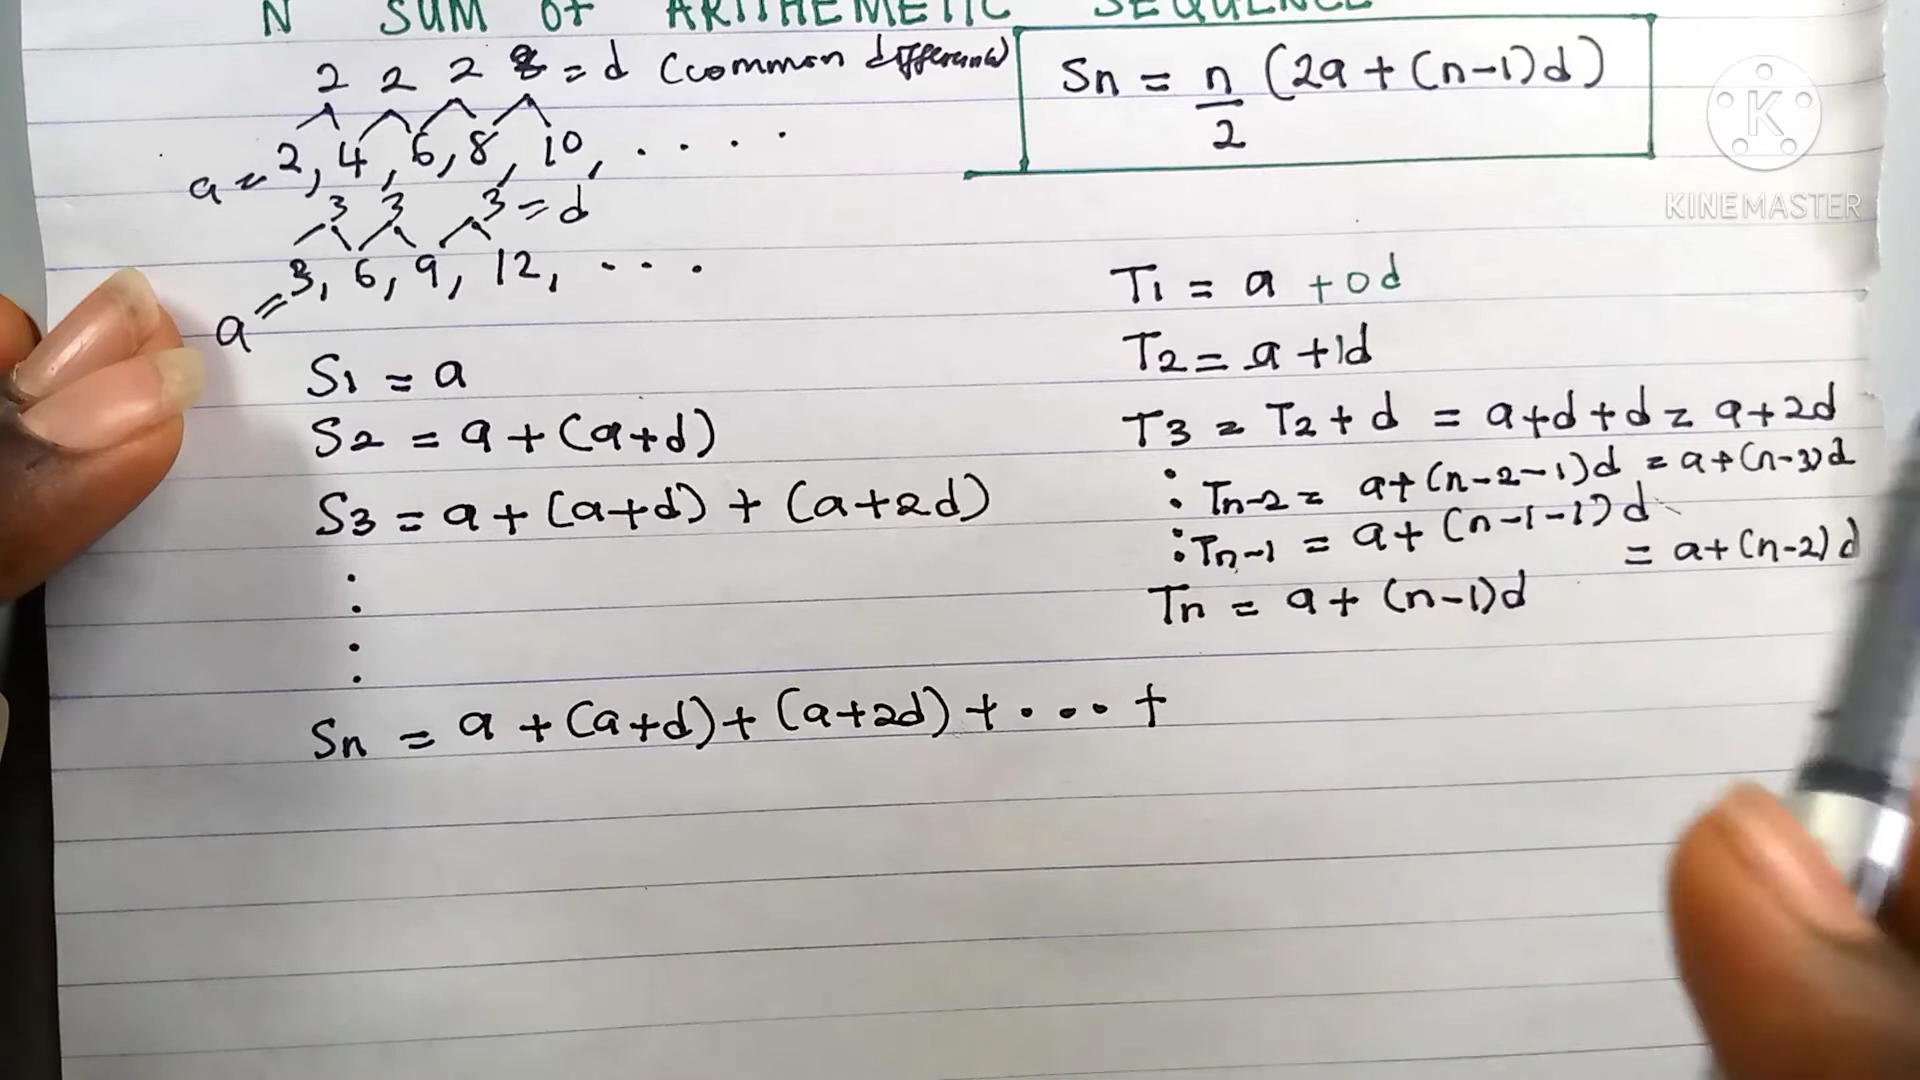 N SUM OF ARITHEMETIC SEQUENCE
2 2 2 2 = d (common difference)
a = 2, 4, 6, 8, 10, . . . .
3 3 3 = d
a = 3, 6, 9, 12, . . .
Sn = n/2 (2a + (n-1)d)
KINEMASTER
S1 = a
S2 = a + (a+d)
S3 = a + (a+d) + (a+2d)
.
.
.
.
Sn = a + (a+d) + (a+2d) + . . . +
T1 = a + 0d
T2 = a + 1d
T3 = T2 + d = a+d+d = a+2d
: Tn-2 = a+(n-2-1)d = a+(n-3)d
: Tn-1 = a+(n-1-1)d
= a+(n-2)d
Tn = a + (n-1)d